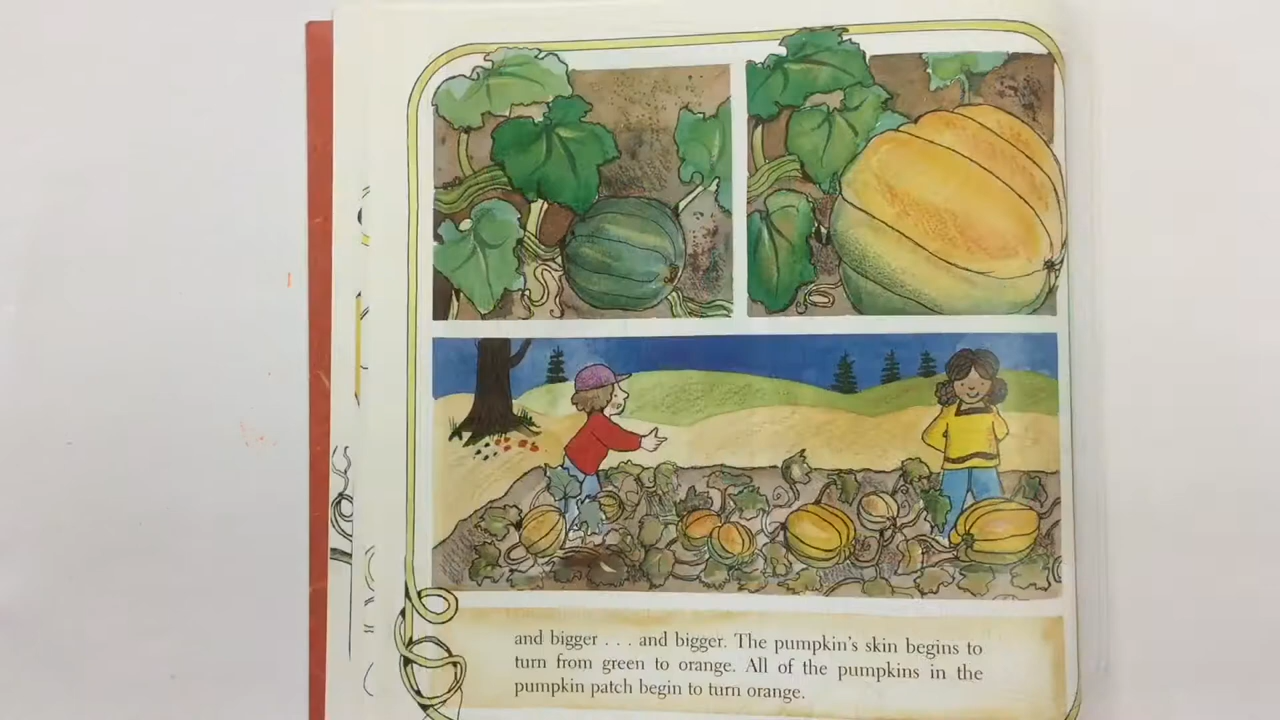 and bigger . . . and bigger. The pumpkin's skin begins to
turn from green to orange. All of the pumpkins in the
pumpkin patch begin to turn orange.